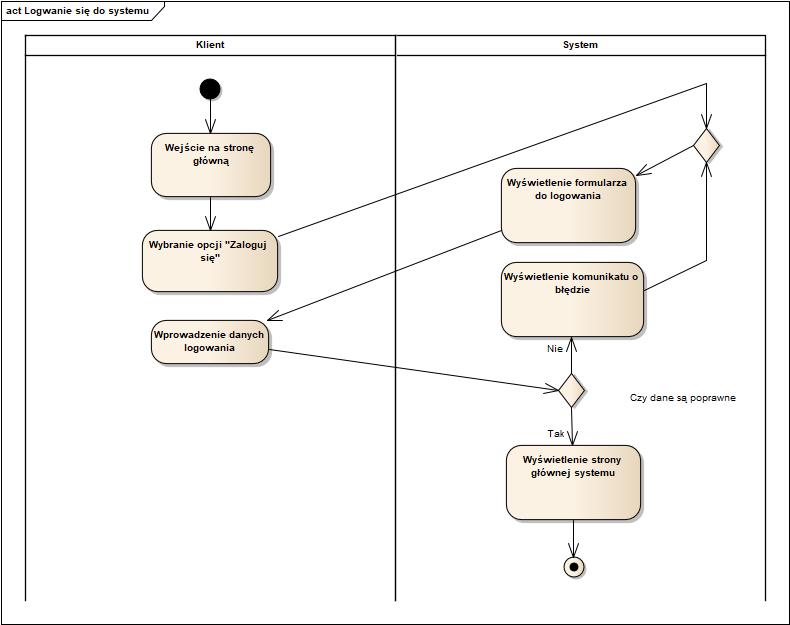 act Logwanie się do systemu
Klient
System
Wejście na stronę
główną
Wybranie opcji "Zaloguj
się"
Wyświetlenie formularza
do logowania
Wyświetlenie komunikatu o
błędzie
Wprowadzenie danych
logowania
Nie
Czy dane są poprawne
Tak
Wyświetlenie strony
głównej systemu